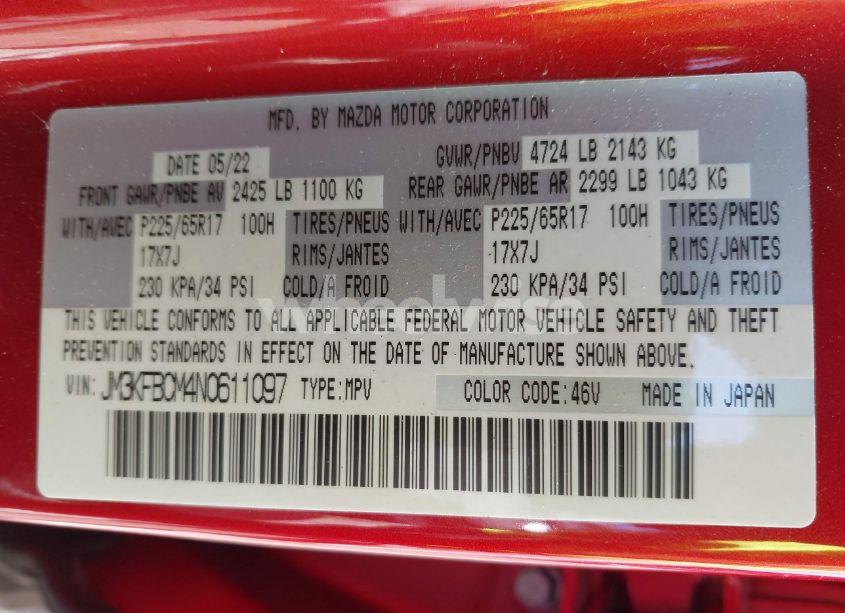 MFD. BY MAZDA MOTOR CORPORATION
DATE 05/22 GVWR/PNBV 4724 LB 2143 KG
FRONT GAWR/PNBE AV 2425 LB 1100 KG REAR GAWR/PNBE AR 2299 LB 1043 KG
WITH/AVEC P225/65R17 100H TIRES/PNEUS WITH/AVEC P225/65R17 100H TIRES/PNEUS
17X7J RIMS/JANTES 17X7J RIMS/JANTES
230 KPA/34 PSI COLD/A FROID 230 KPA/34 PSI COLD/A FROID
wheelwise
THIS VEHICLE CONFORMS TO ALL APPLICABLE FEDERAL MOTOR VEHICLE SAFETY AND THEFT
PREVENTION STANDARDS IN EFFECT ON THE DATE OF MANUFACTURE SHOWN ABOVE.
VIN: JM3KFBCM4N0611097 TYPE:MPV COLOR CODE:46V MADE IN JAPAN